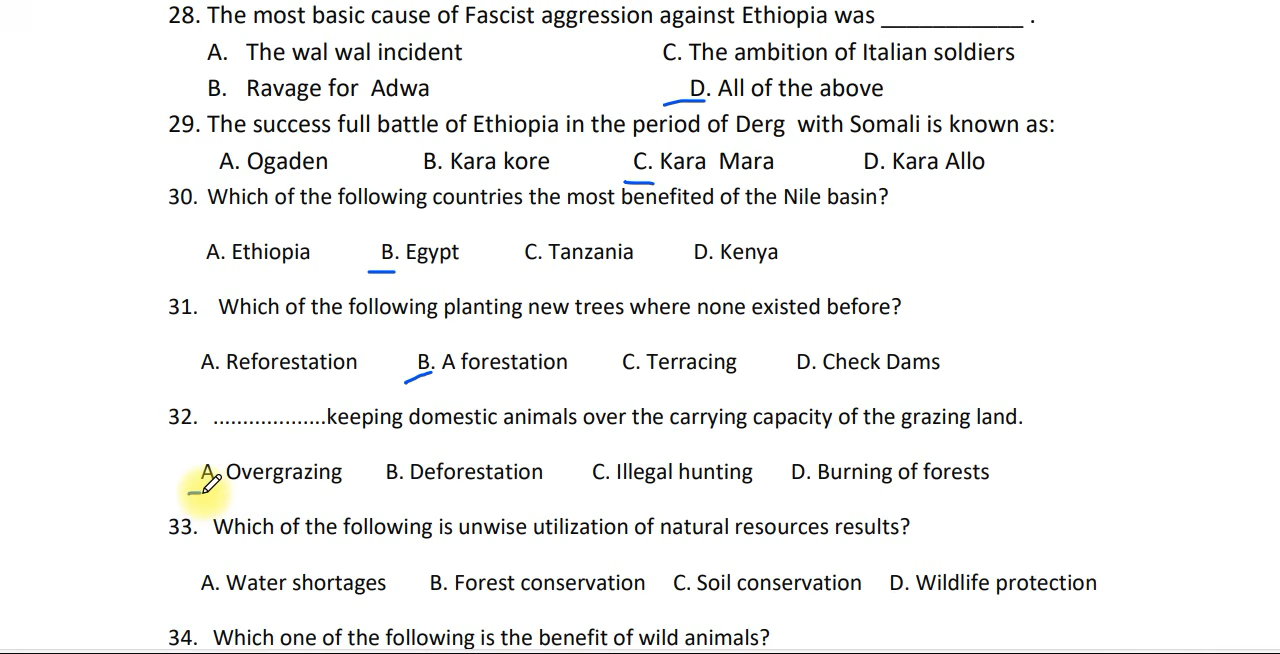 28. The most basic cause of Fascist aggression against Ethiopia was ____________ .
A. The wal wal incident C. The ambition of Italian soldiers
B. Ravage for Adwa D. All of the above
29. The success full battle of Ethiopia in the period of Derg with Somali is known as:
A. Ogaden B. Kara kore C. Kara Mara D. Kara Allo
30. Which of the following countries the most benefited of the Nile basin?
A. Ethiopia B. Egypt C. Tanzania D. Kenya
31. Which of the following planting new trees where none existed before?
A. Reforestation B. A forestation C. Terracing D. Check Dams
32. ...................keeping domestic animals over the carrying capacity of the grazing land.
A. Overgrazing B. Deforestation C. Illegal hunting D. Burning of forests
33. Which of the following is unwise utilization of natural resources results?
A. Water shortages B. Forest conservation C. Soil conservation D. Wildlife protection
34. Which one of the following is the benefit of wild animals?